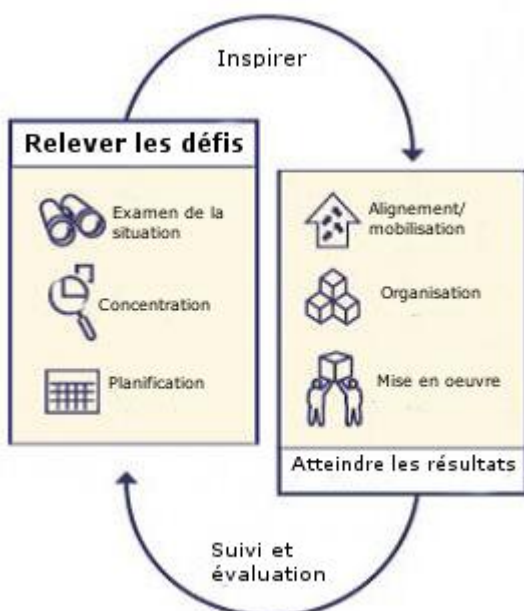 Inspirer
Relever les défis
Examen de la
situation
Concentration
Planification
Alignement/
mobilisation
Organisation
Mise en oeuvre
Atteindre les résultats
Suivi et
évaluation